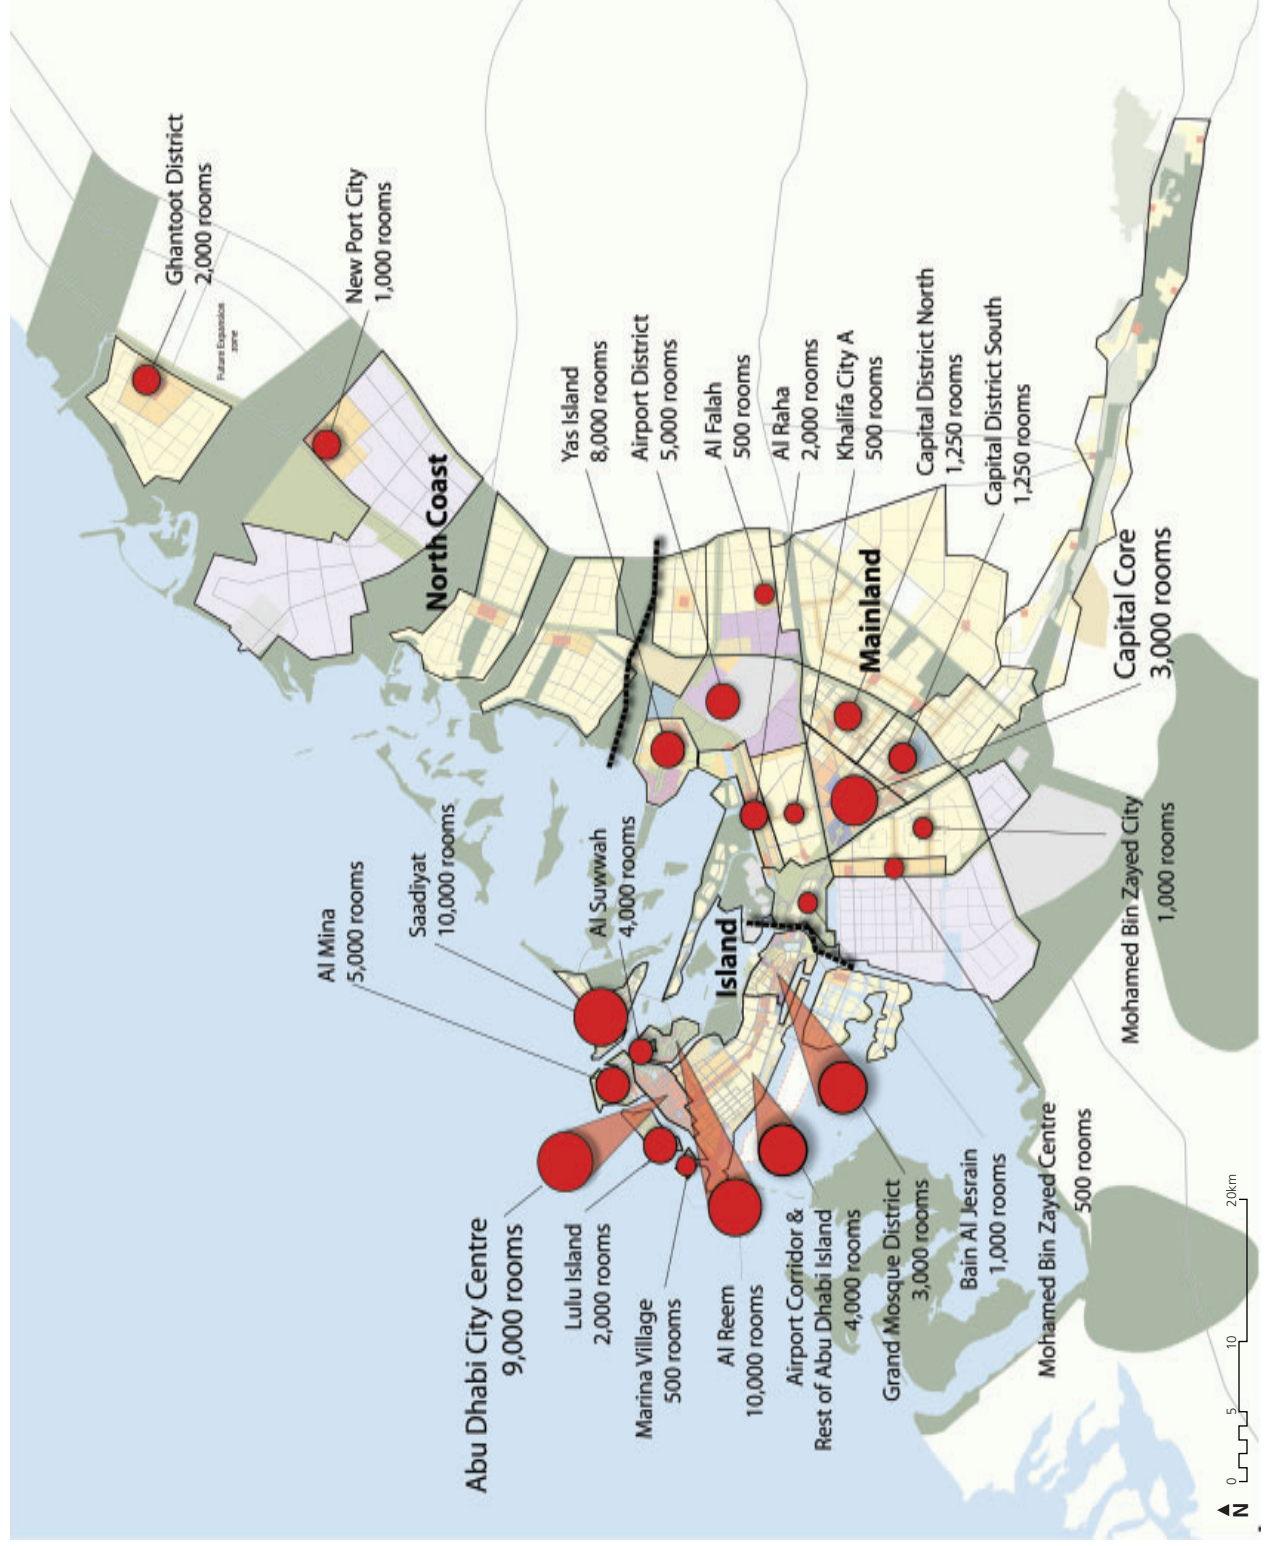 Ghantoot District
2,000 rooms
New Port City
1,000 rooms
Future Expansion
zone
North Coast
Yas Island
8,000 rooms
Airport District
5,000 rooms
Al Falah
500 rooms
Al Raha
2,000 rooms
Khalifa City A
500 rooms
Capital District North
1,250 rooms
Capital District South
1,250 rooms
Mainland
Capital Core
3,000 rooms
Al Mina
5,000 rooms
Saadiyat
10,000 rooms
Al Suwwah
4,000 rooms
Island
Mohamed Bin Zayed City
1,000 rooms
Abu Dhabi City Centre
9,000 rooms
Lulu Island
2,000 rooms
Marina Village
500 rooms
Al Reem
10,000 rooms
Airport Corridor &
Rest of Abu Dhabi Island
4,000 rooms
Grand Mosque District
3,000 rooms
Bain Al Jesrain
1,000 rooms
Mohamed Bin Zayed Centre
500 rooms
N
0 5 10 20km